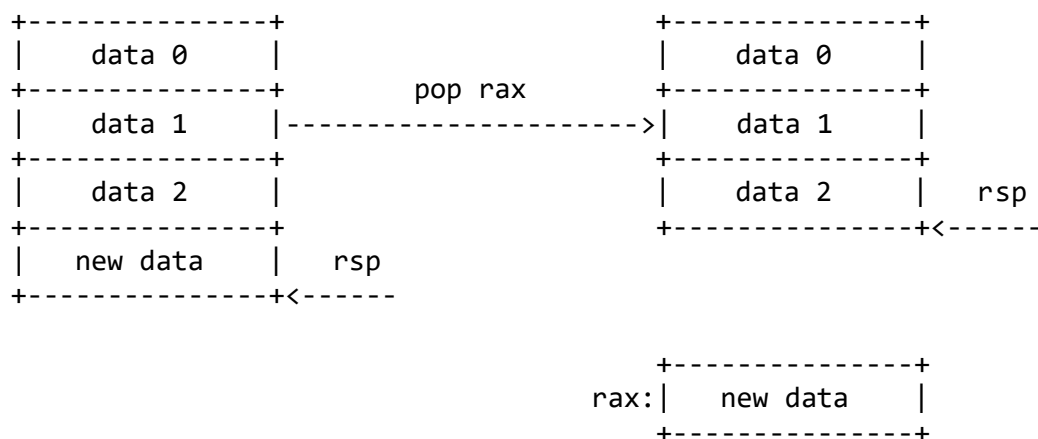 data 0 data 0
pop rax
data 1 data 1
data 2 data 2 rsp
new data rsp
rax: new data